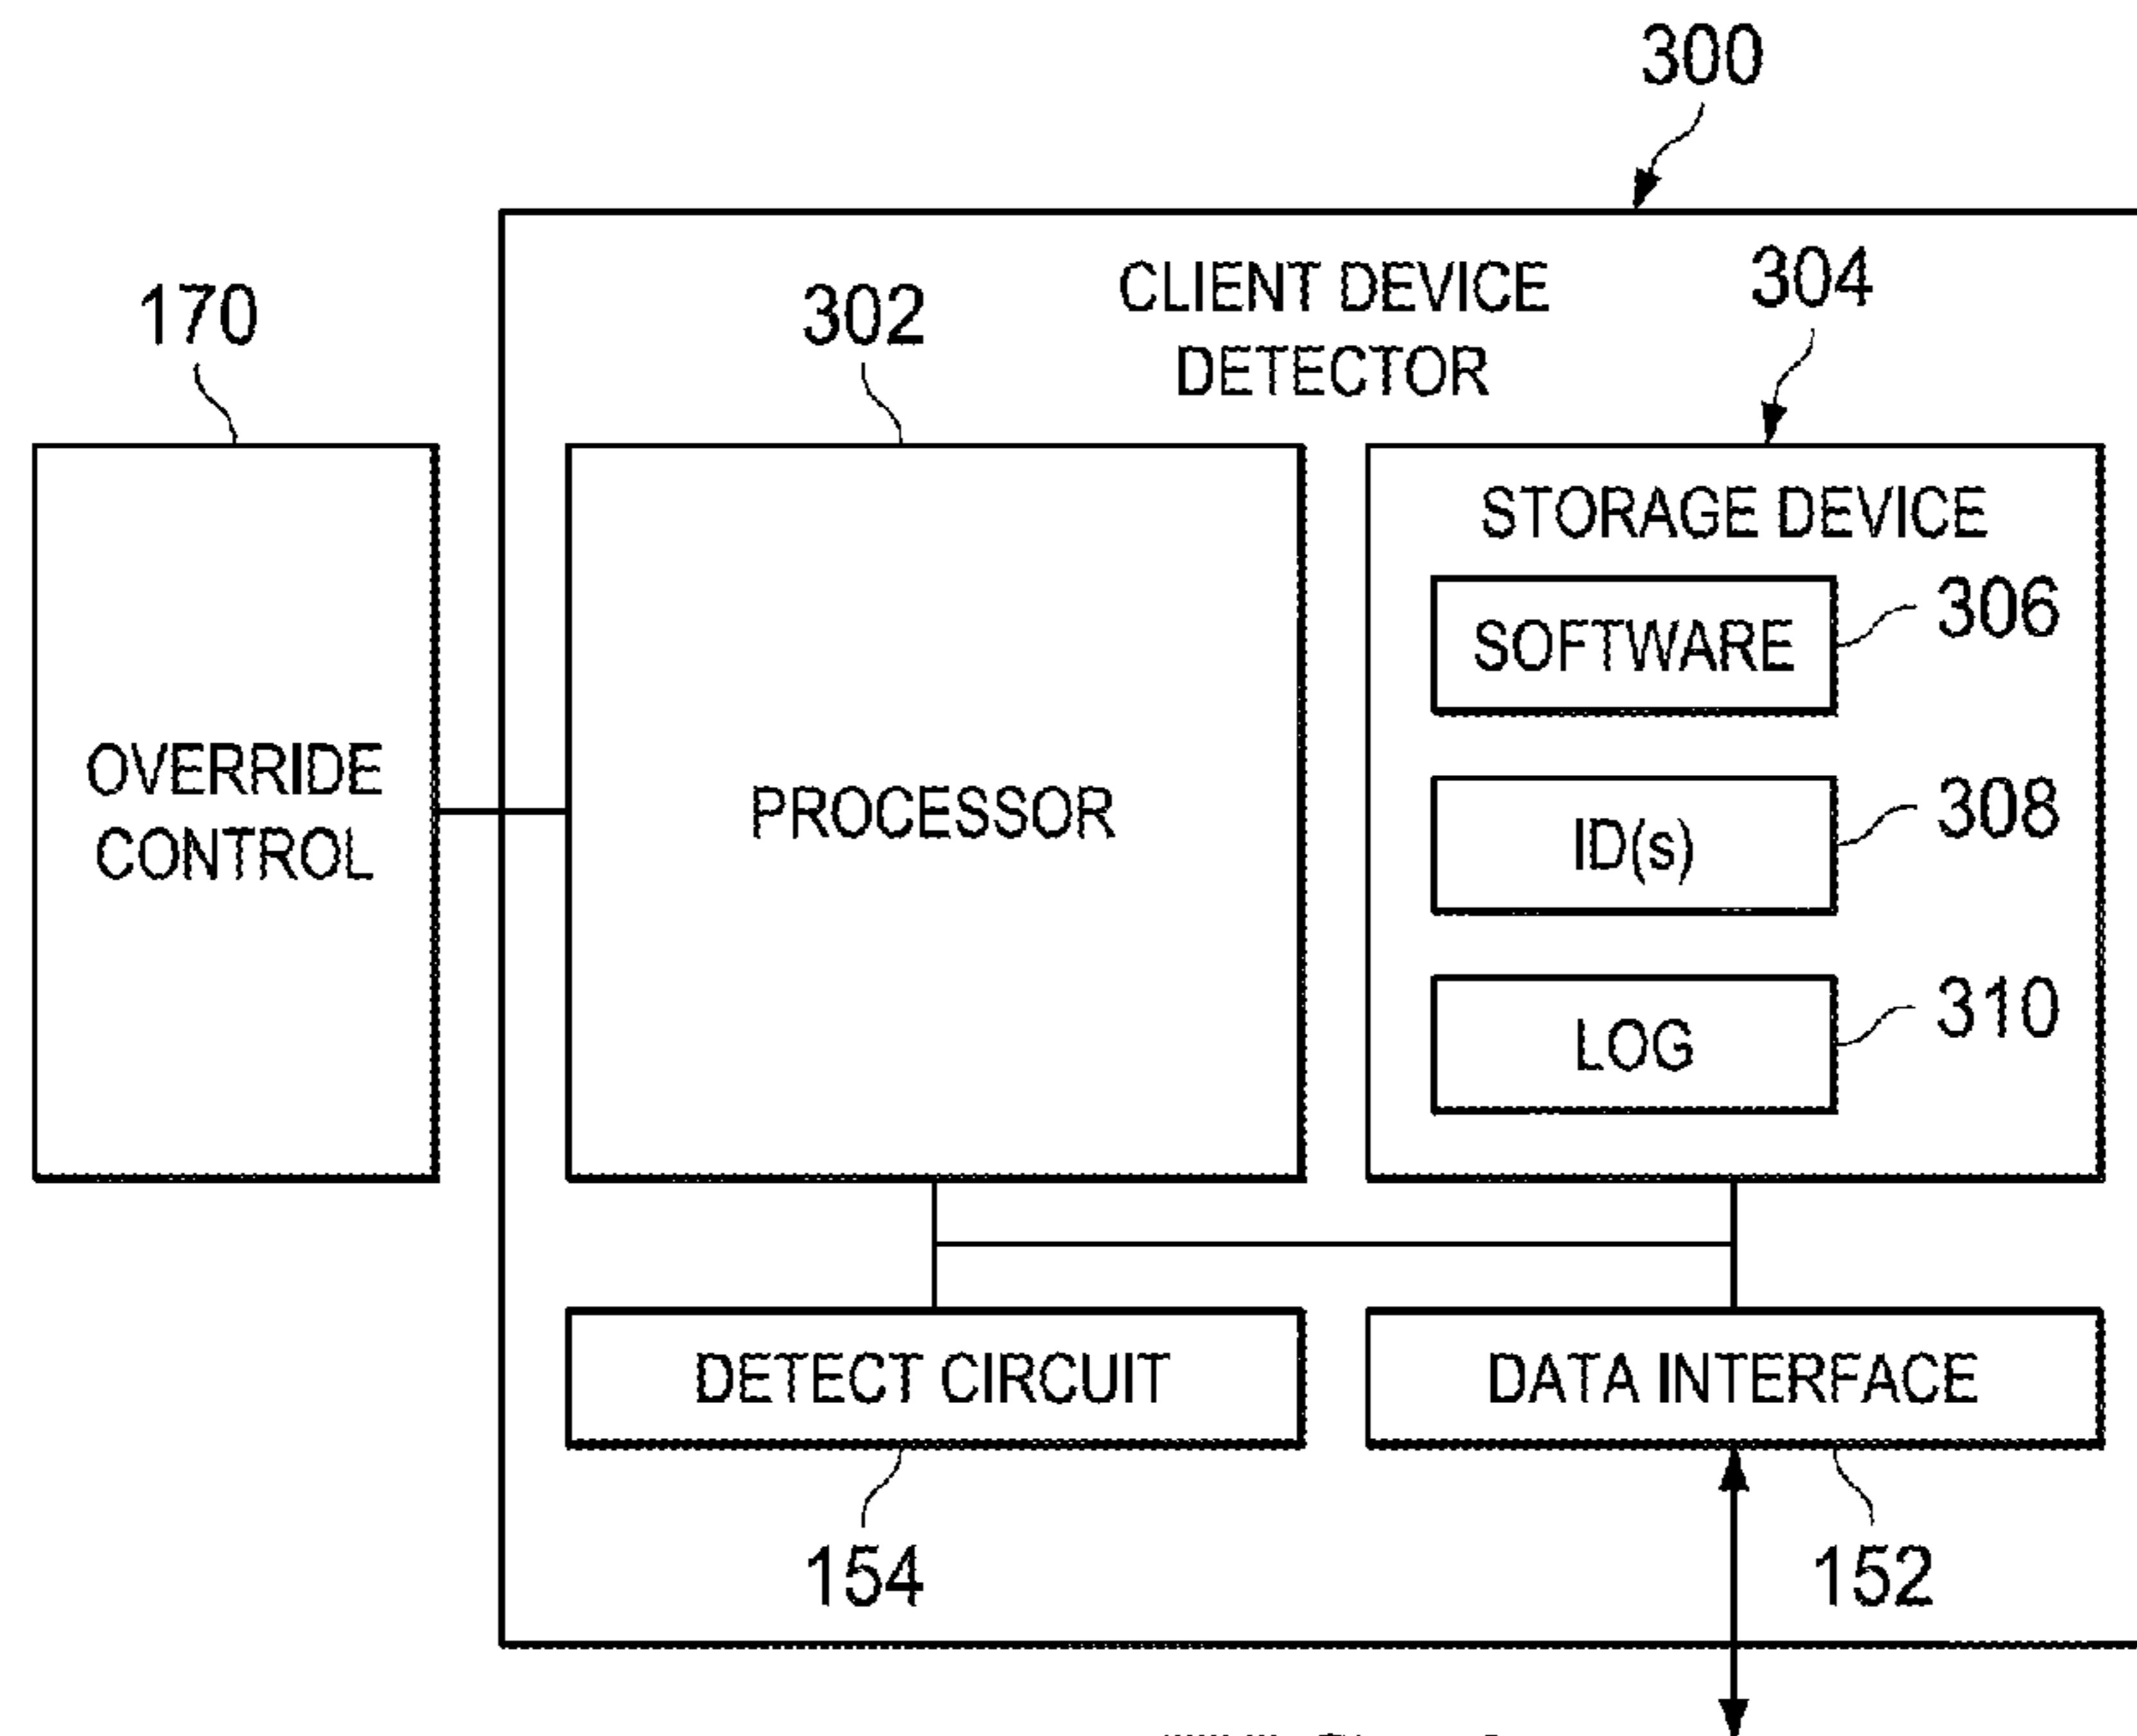 300
CLIENT DEVICE
DETECTOR
304
170
302
STORAGE DEVICE
SOFTWARE
306
OVERRIDE
CONTROL
PROCESSOR
ID(s)
308
LOG
310
DETECT CIRCUIT
DATA INTERFACE
154
152